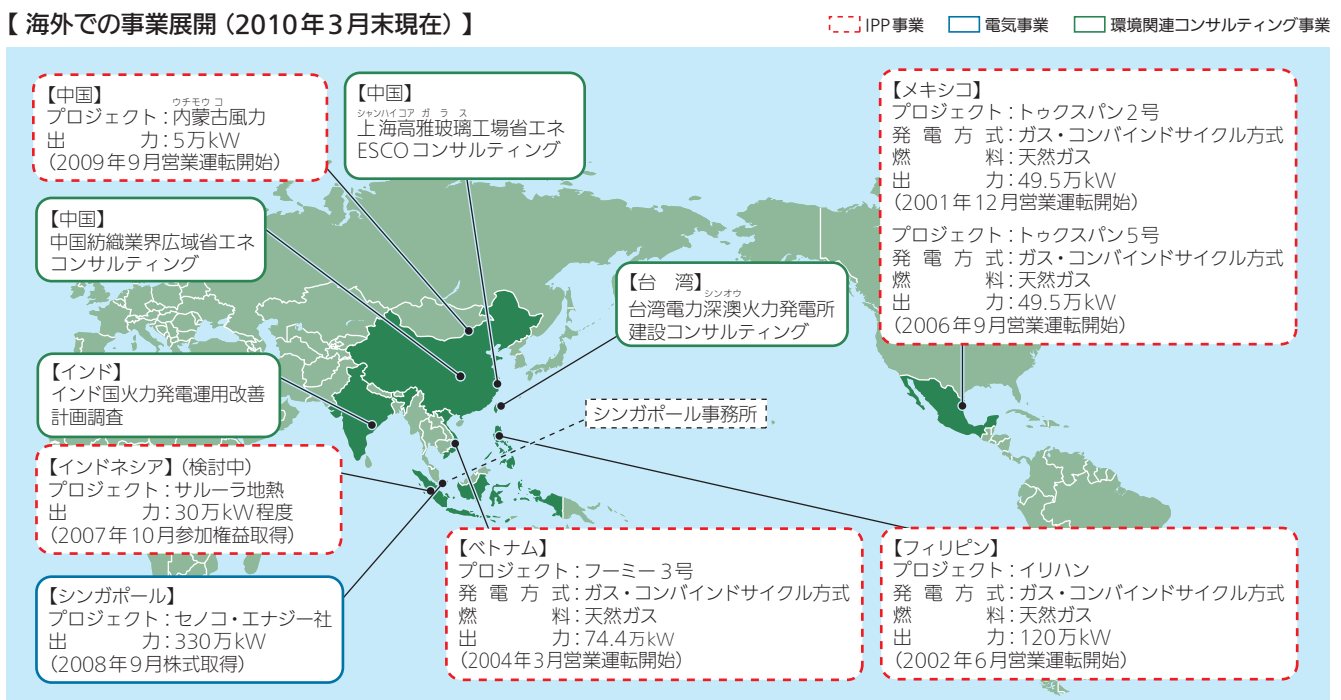 【 海外での事業展開（2010年3月末現在）】
IPP事業
電気事業
環境関連コンサルティング事業
【中国】
ウチモウコ
プロジェクト：内蒙古風力
出　　　　力：5万kW
（2009年9月営業運転開始）
【中国】
シャンハイコア ガ ラ ス
上海高雅玻璃工場省エネ
ESCOコンサルティング
【メキシコ】
プロジェクト：トゥクスパン2号
発 電 方 式：ガス・コンバインドサイクル方式
燃　　　　料：天然ガス
出　　　　力：49.5万kW
（2001年12月営業運転開始）
プロジェクト：トゥクスパン5号
発 電 方 式：ガス・コンバインドサイクル方式
燃　　　　料：天然ガス
出　　　　力：49.5万kW
（2006年9月営業運転開始）
【中国】
中国紡織業界広域省エネ
コンサルティング
【台　湾】
シンオウ
台湾電力深澳火力発電所
建設コンサルティング
【インド】
インド国火力発電運用改善
計画調査
シンガポール事務所
【インドネシア】（検討中）
プロジェクト：サルーラ地熱
出　　　　力：30万kW程度
（2007年10月参加権益取得）
【シンガポール】
プロジェクト：セノコ・エナジー社
出　　　　力：330万kW
（2008年9月株式取得）
【ベトナム】
プロジェクト：フーミー3号
発 電 方 式：ガス・コンバインドサイクル方式
燃　　　　料：天然ガス
出　　　　力：74.4万kW
（2004年3月営業運転開始）
【フィリピン】
プロジェクト：イリハン
発 電 方 式：ガス・コンバインドサイクル方式
燃　　　　料：天然ガス
出　　　　力：120万kW
（2002年6月営業運転開始）